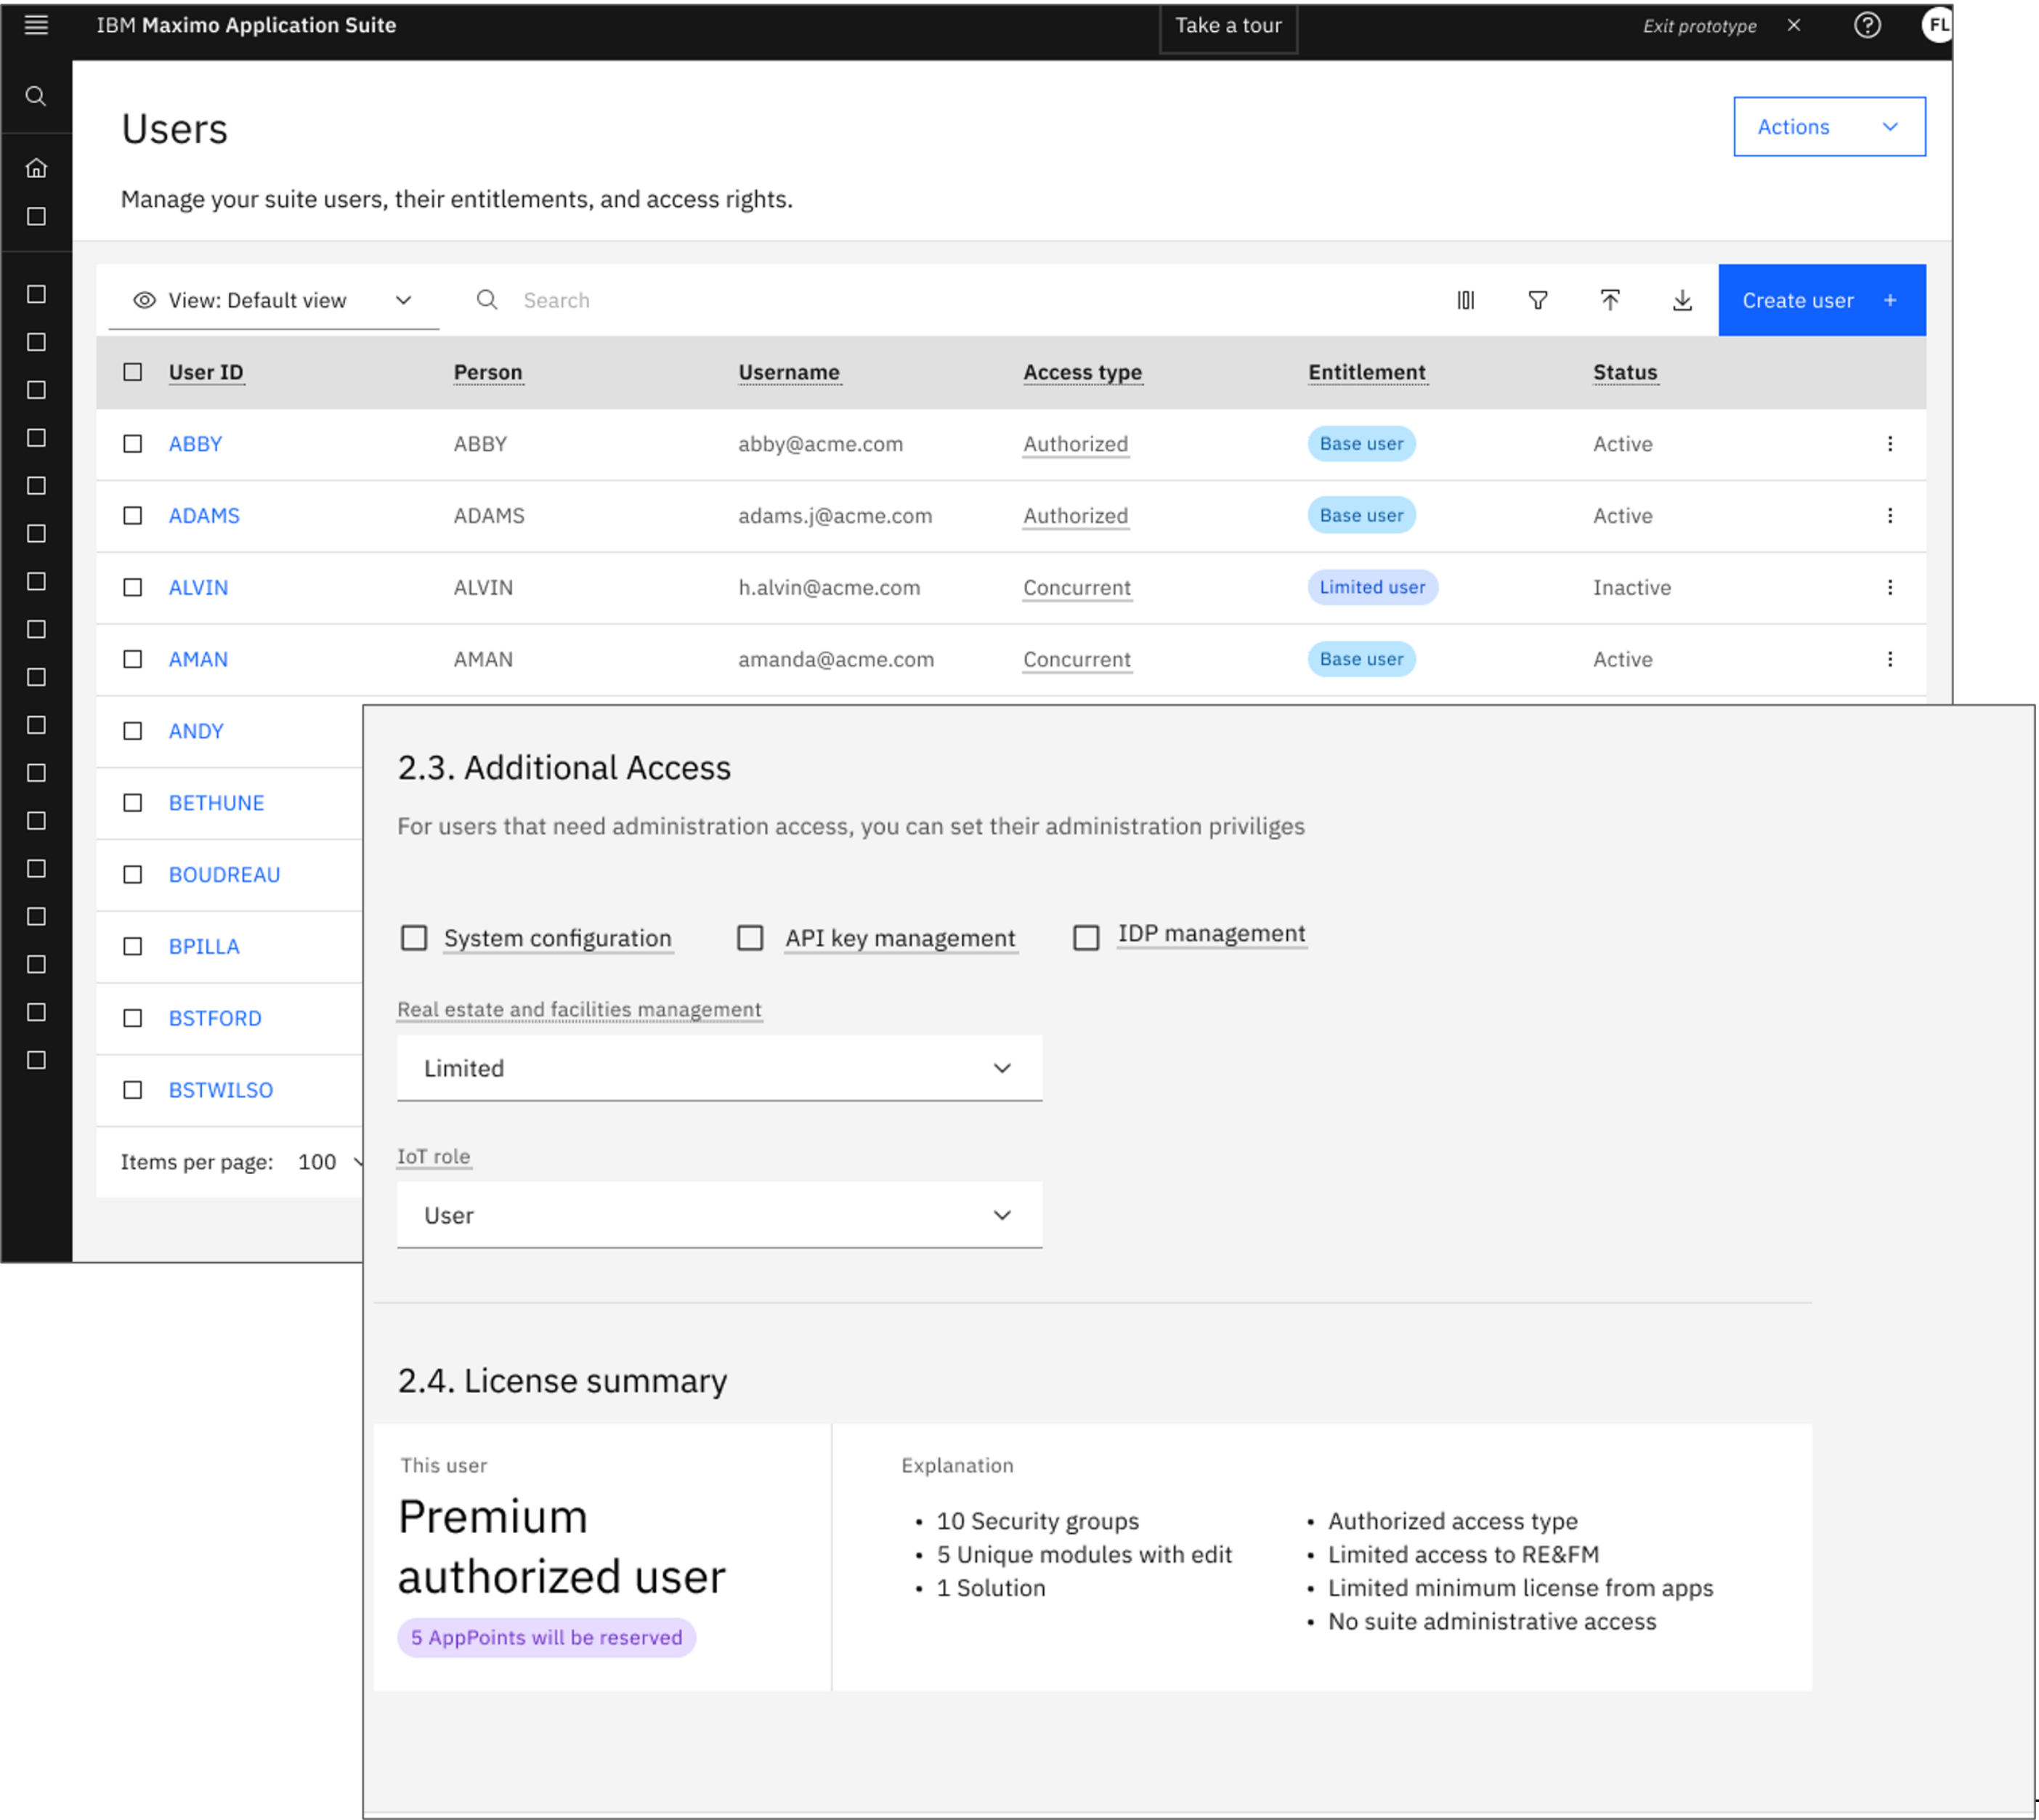 IBM Maximo Application Suite Take a tour Exit prototype FL
Users Actions
Manage your suite users, their entitlements, and access rights.
View: Default view Search Create user +
User ID Person Username Access type Entitlement Status
ABBY ABBY abby@acme.com Authorized Base user Active
ADAMS ADAMS adams.j@acme.com Authorized Base user Active
ALVIN ALVIN h.alvin@acme.com Concurrent Limited user Inactive
AMAN AMAN amanda@acme.com Concurrent Base user Active
ANDY
BETHUNE
BOUDREAU
BPILLA
BSTFORD
BSTWILSO
Items per page: 100
2.3. Additional Access
For users that need administration access, you can set their administration priviliges
System configuration API key management IDP management
Real estate and facilities management
Limited
IoT role
User
2.4. License summary
This user
Premium
authorized user
5 AppPoints will be reserved
Explanation
• 10 Security groups
• 5 Unique modules with edit
• 1 Solution
• Authorized access type
• Limited access to RE&FM
• Limited minimum license from apps
• No suite administrative access